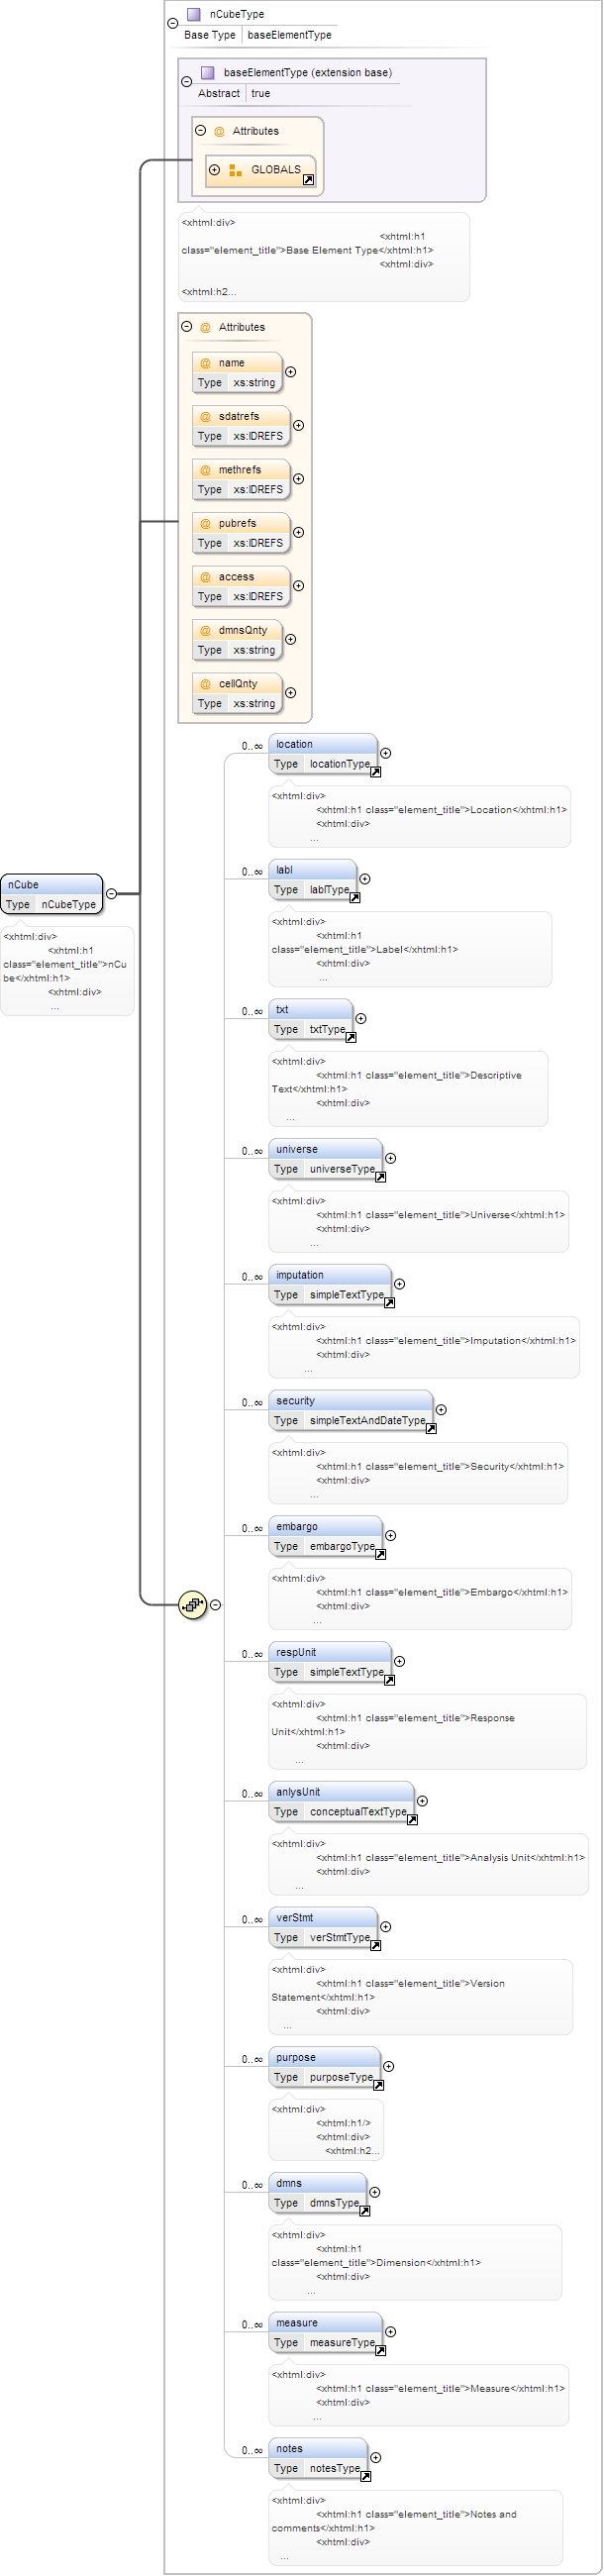 nCubeType
Base Type baseElementType
baseElementType (extension base)
Abstract true
@ Attributes
GLOBALS
<xhtml:div>
<xhtml:h1
class="element_title">Base Element Type</xhtml:h1>
<xhtml:div>
<xhtml:h2...
@ Attributes
@ name
Type xs:string
@ sdatrefs
Type xs:IDREFS
@ methrefs
Type xs:IDREFS
@ pubrefs
Type xs:IDREFS
@ access
Type xs:IDREFS
@ dmnsQnty
Type xs:string
@ cellQnty
Type xs:string
nCube
Type nCubeType
<xhtml:div>
<xhtml:h1
class="element_title">nCu
be</xhtml:h1>
<xhtml:div>
...
0..∞ location
Type locationType
<xhtml:div>
<xhtml:h1 class="element_title">Location</xhtml:h1>
<xhtml:div>
...
0..∞ labl
Type lablType
<xhtml:div>
<xhtml:h1
class="element_title">Label</xhtml:h1>
<xhtml:div>
...
0..∞ txt
Type txtType
<xhtml:div>
<xhtml:h1 class="element_title">Descriptive
Text</xhtml:h1>
<xhtml:div>
...
0..∞ universe
Type universeType
<xhtml:div>
<xhtml:h1 class="element_title">Universe</xhtml:h1>
<xhtml:div>
...
0..∞ imputation
Type simpleTextType
<xhtml:div>
<xhtml:h1 class="element_title">Imputation</xhtml:h1>
<xhtml:div>
...
0..∞ security
Type simpleTextAndDateType
<xhtml:div>
<xhtml:h1 class="element_title">Security</xhtml:h1>
<xhtml:div>
...
0..∞ embargo
Type embargoType
<xhtml:div>
<xhtml:h1 class="element_title">Embargo</xhtml:h1>
<xhtml:div>
...
0..∞ respUnit
Type simpleTextType
<xhtml:div>
<xhtml:h1 class="element_title">Response
Unit</xhtml:h1>
<xhtml:div>
...
0..∞ anlysUnit
Type conceptualTextType
<xhtml:div>
<xhtml:h1 class="element_title">Analysis Unit</xhtml:h1>
<xhtml:div>
...
0..∞ verStmt
Type verStmtType
<xhtml:div>
<xhtml:h1 class="element_title">Version
Statement</xhtml:h1>
<xhtml:div>
...
0..∞ purpose
Type purposeType
<xhtml:div>
<xhtml:h1/>
<xhtml:div>
<xhtml:h2...
0..∞ dmns
Type dmnsType
<xhtml:div>
<xhtml:h1
class="element_title">Dimension</xhtml:h1>
<xhtml:div>
...
0..∞ measure
Type measureType
<xhtml:div>
<xhtml:h1 class="element_title">Measure</xhtml:h1>
<xhtml:div>
...
0..∞ notes
Type notesType
<xhtml:div>
<xhtml:h1 class="element_title">Notes and
comments</xhtml:h1>
<xhtml:div>
...